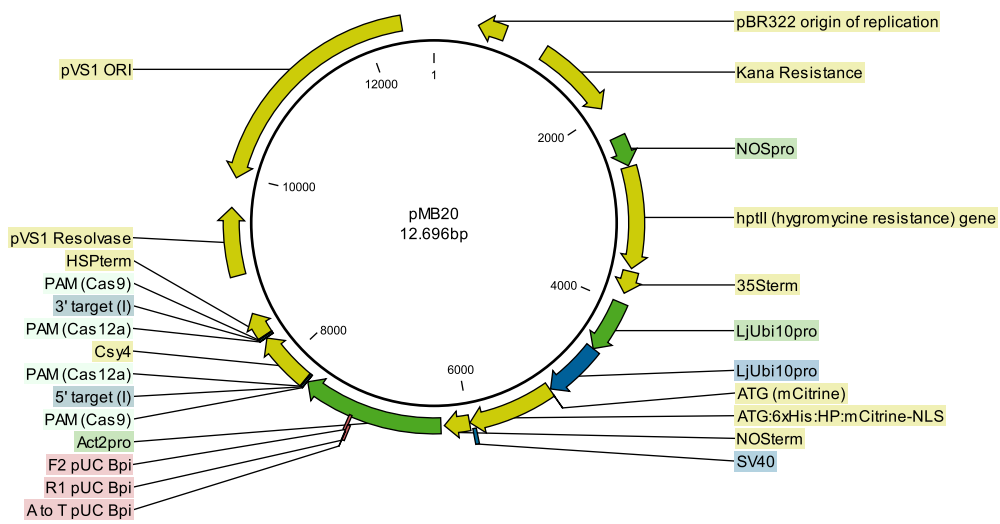 pBR322 origin of replication
Kana Resistance
NOSpro
hptII (hygromycine resistance) gene
35Sterm
LjUbi10pro
LjUbi10pro
ATG (mCitrine)
ATG:6xHis:HP:mCitrine-NLS
NOSterm
SV40
pVS1 ORI
pVS1 Resolvase
HSPterm
PAM (Cas9)
3' target (I)
PAM (Cas12a)
Csy4
PAM (Cas12a)
5' target (I)
PAM (Cas9)
Act2pro
F2 pUC Bpi
R1 pUC Bpi
A to T pUC Bpi
1
2000
4000
6000
8000
10000
12000
pMB20
12.696bp